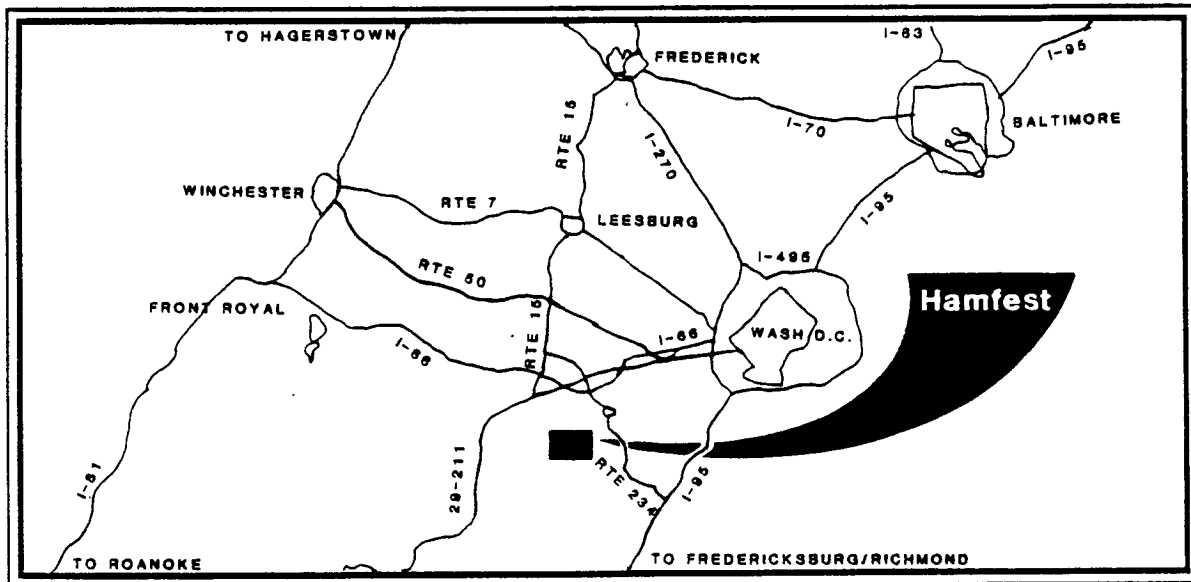 TO HAGERSTOWN
FREDERICK
I-83
I-95
RTE 15
I-270
I-70
BALTIMORE
WINCHESTER
RTE 7
LEESBURG
I-95
RTE 50
I-495
Hamfest
FRONT ROYAL
RTE 15
I-66
WASH D.C.
I-66
I-81
29-211
RTE 234
I-95
TO ROANOKE
TO FREDERICKSBURG/RICHMOND